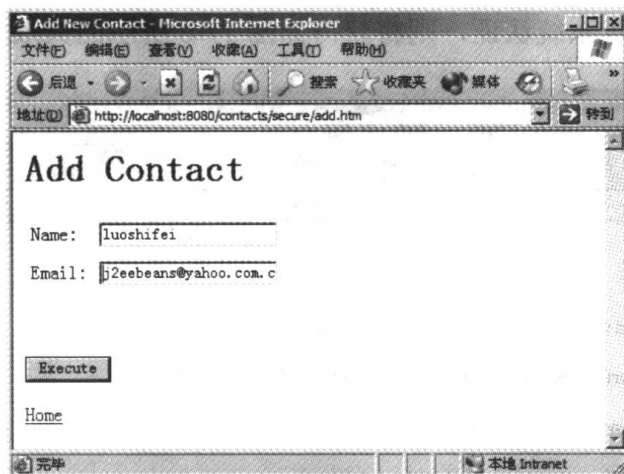 Add New Contact - Microsoft Internet Explorer
文件(F) 编辑(E) 查看(V) 收藏(A) 工具(T) 帮助(H)
后退 搜索 收藏夹 媒体 »
地址(D) http://localhost:8080/contacts/secure/add.htm 转到
Add Contact
Name: luoshifei
Email: j2eebeans@yahoo.com.c
Execute
Home
完毕 本地 Intranet